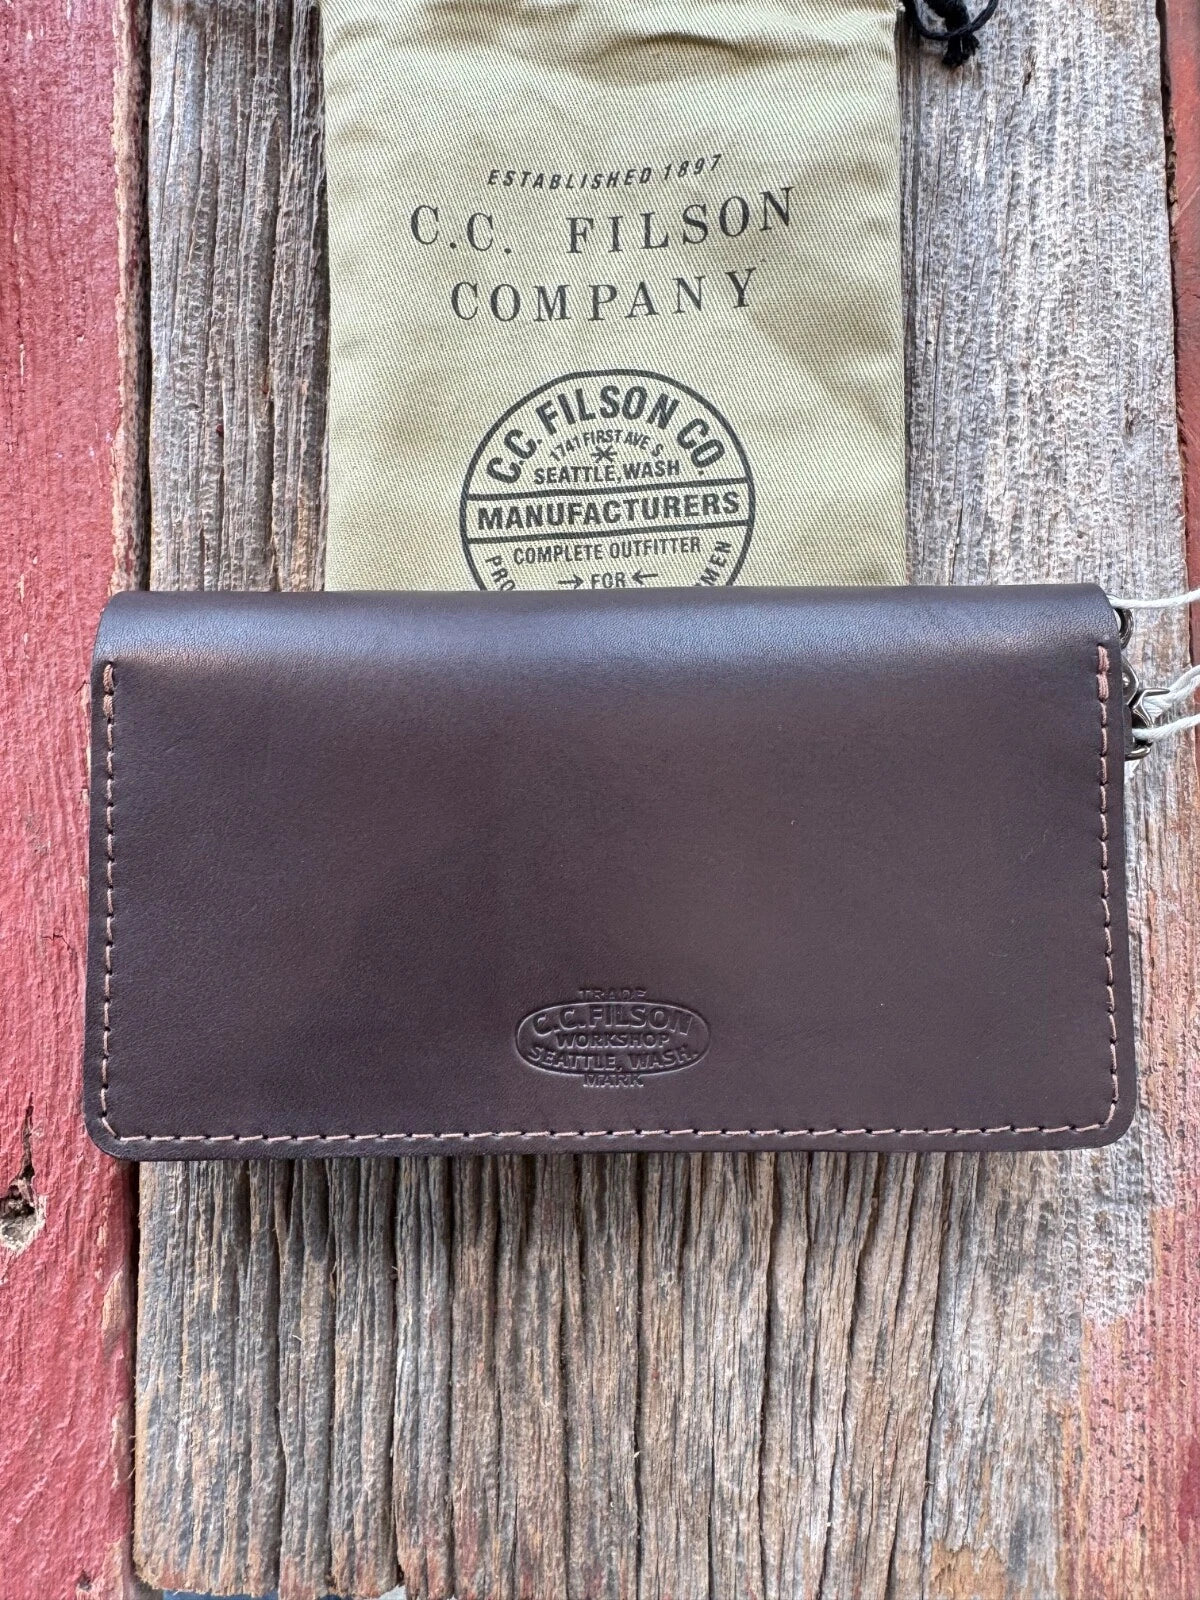 ESTABLISHED 1897
C.C. FILSON
COMPANY
C.C. FILSON CO.
1741 FIRST AVE. S
SEATTLE, WASH
MANUFACTURERS
COMPLETE OUTFITTER
→ FOR ←
TRADE
C.C. FILSON
WORKSHOP
SEATTLE, WASH.
MARK